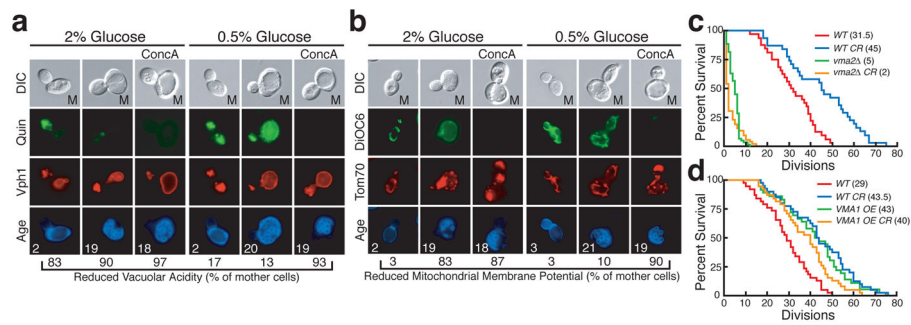 a
2% Glucose
0.5% Glucose
ConcA
ConcA
DIC
M
M
M
M
M
M
Quin
Vph1
Age
2
19
18
2
20
19
83
90
97
17
13
93
Reduced Vacuolar Acidity (% of mother cells)
b
2% Glucose
0.5% Glucose
ConcA
ConcA
DIC
M
M
M
M
M
M
DiOC6
Tom70
Age
2
19
18
3
21
19
3
83
87
3
10
90
Reduced Mitochondrial Membrane Potential (% of mother cells)
c
Percent Survival
100
75
50
25
0
0 10 20 30 40 50 60 70 80
Divisions
WT (31.5)
WT CR (45)
vma2Δ (5)
vma2Δ CR (2)
d
Percent Survival
100
75
50
25
0
0 10 20 30 40 50 60 70 80
Divisions
WT (29)
WT CR (43.5)
VMA1 OE (43)
VMA1 OE CR (40)